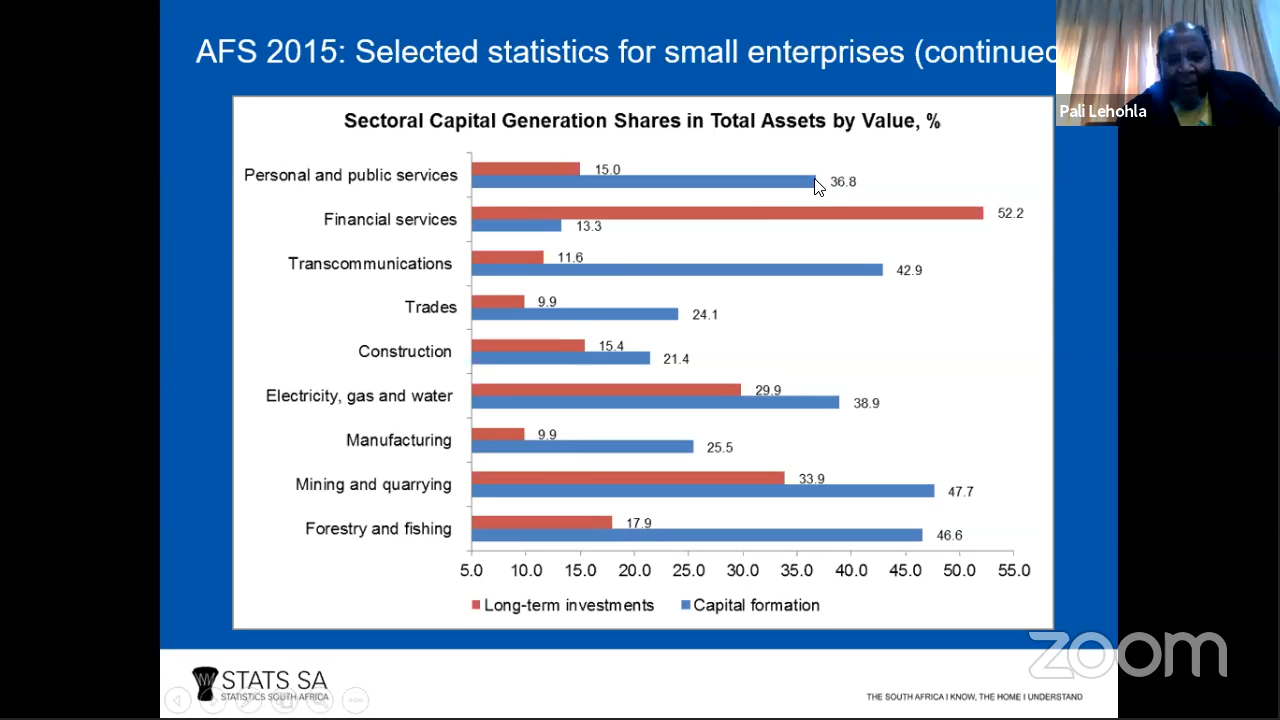 AFS 2015: Selected statistics for small enterprises (continued
Pali Lehohla
Sectoral Capital Generation Shares in Total Assets by Value, %
Personal and public services 15.0 36.8
Financial services 52.2 13.3
Transcommunications 11.6 42.9
Trades 9.9 24.1
Construction 15.4 21.4
Electricity, gas and water 29.9 38.9
Manufacturing 9.9 25.5
Mining and quarrying 33.9 47.7
Forestry and fishing 17.9 46.6
5.0 10.0 15.0 20.0 25.0 30.0 35.0 40.0 45.0 50.0 55.0
Long-term investments Capital formation
zoom
STATS SA
STATISTICS SOUTH AFRICA
THE SOUTH AFRICA I KNOW, THE HOME I UNDERSTAND